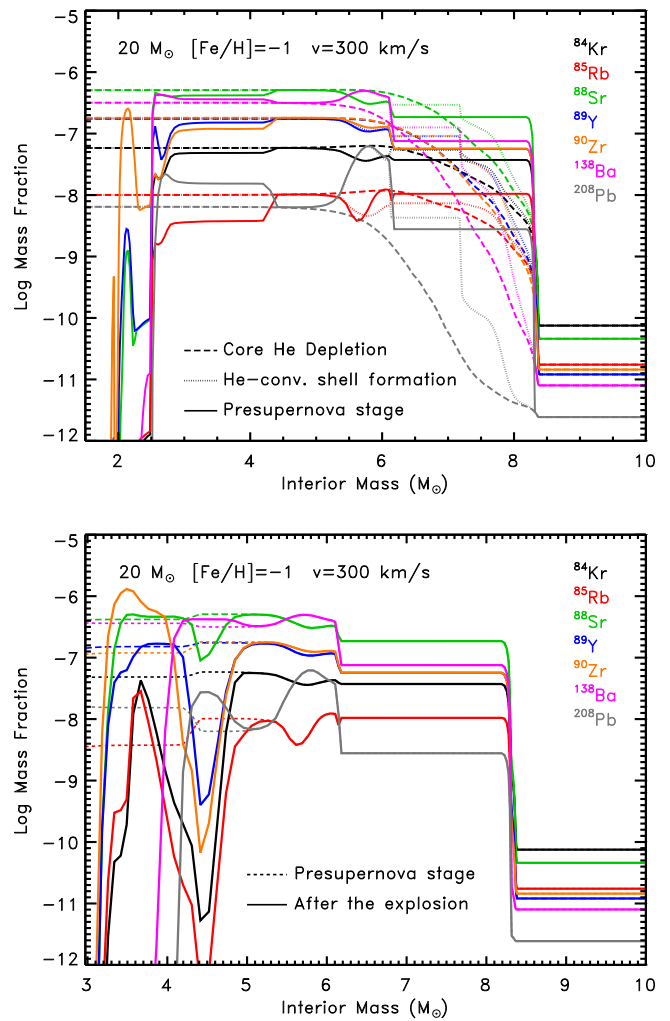 20 M☉ [Fe/H]=−1 v=300 km/s
⁸⁴Kr
⁸⁵Rb
⁸⁸Sr
⁸⁹Y
⁹⁰Zr
¹³⁸Ba
²⁰⁸Pb
Log Mass Fraction
−5
−6
−7
−8
−9
−10
−11
−12
Core He Depletion
He−conv. shell formation
Presupernova stage
2 4 6 8 10
Interior Mass (M☉)
20 M☉ [Fe/H]=−1 v=300 km/s
⁸⁴Kr
⁸⁵Rb
⁸⁸Sr
⁸⁹Y
⁹⁰Zr
¹³⁸Ba
²⁰⁸Pb
Log Mass Fraction
−5
−6
−7
−8
−9
−10
−11
−12
Presupernova stage
After the explosion
3 4 5 6 7 8 9 10
Interior Mass (M☉)